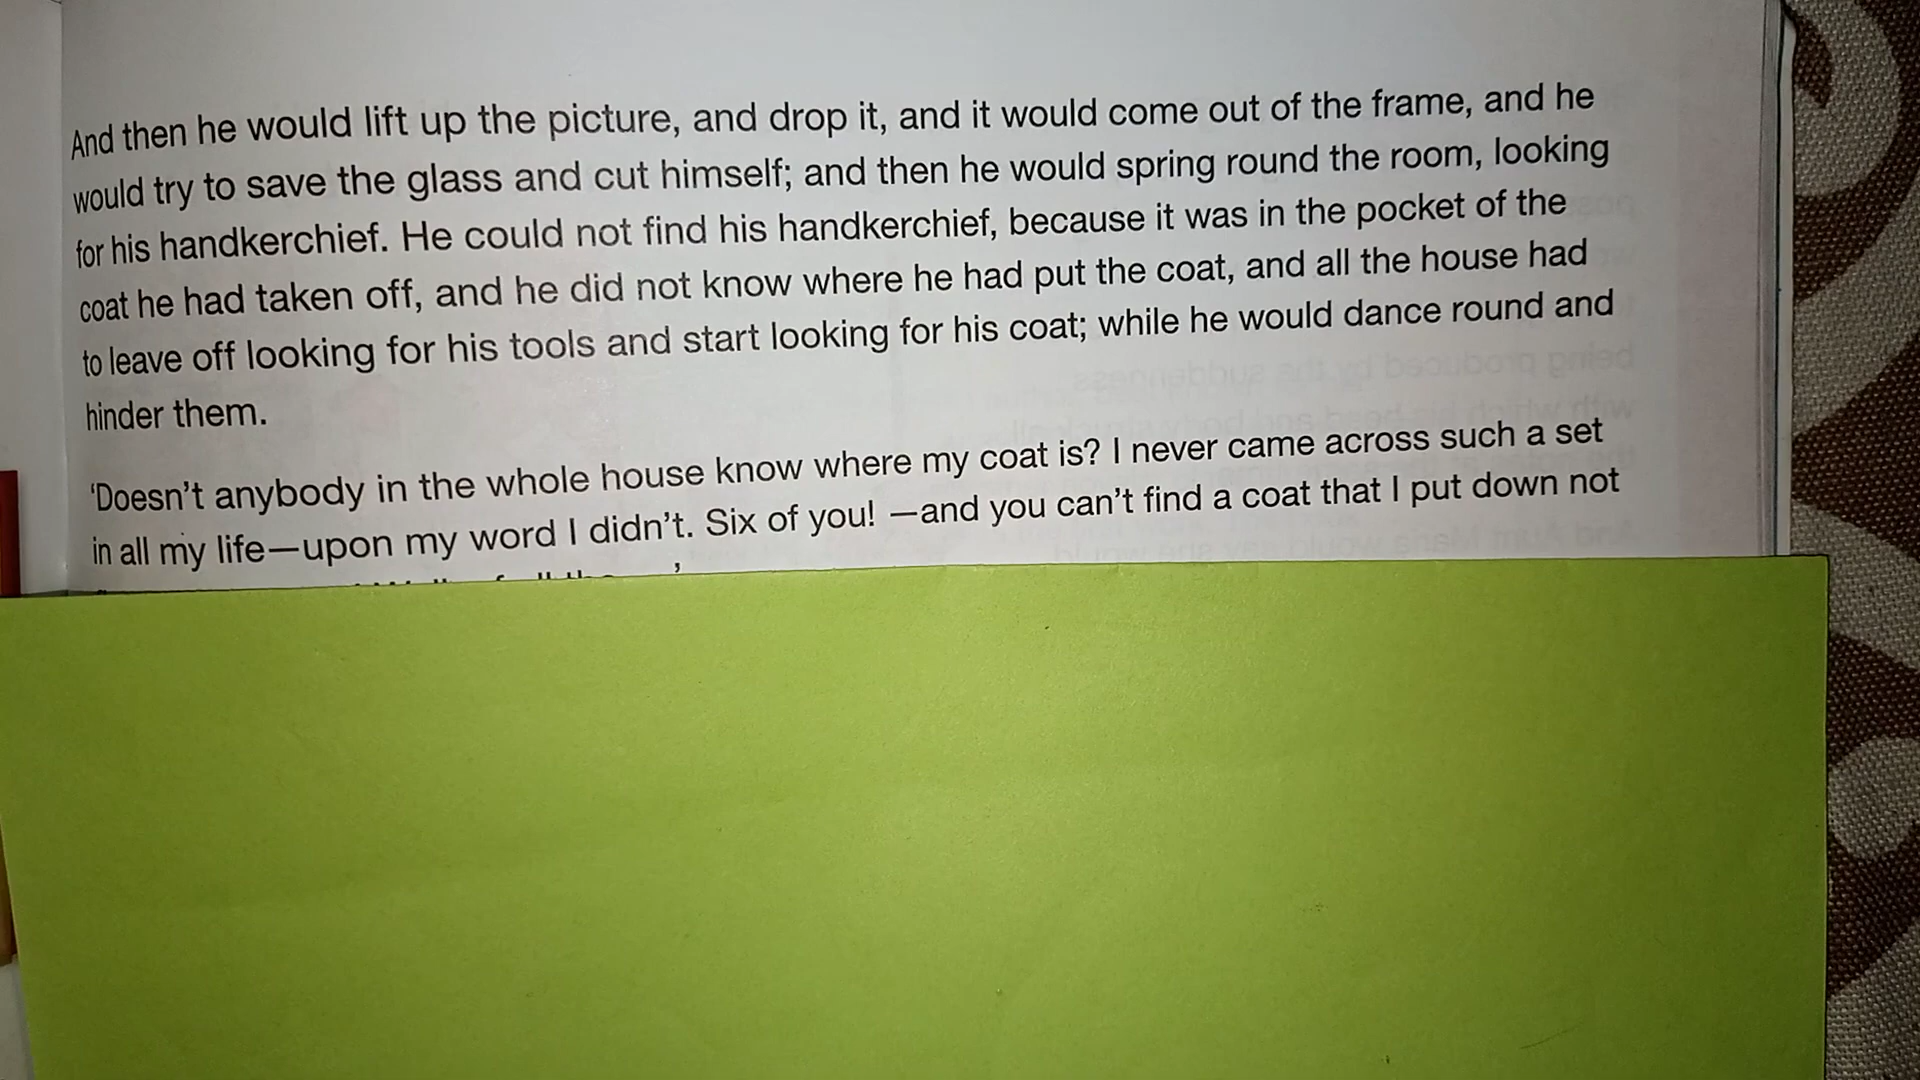 And then he would lift up the picture, and drop it, and it would come out of the frame, and he
would try to save the glass and cut himself; and then he would spring round the room, looking
for his handkerchief. He could not find his handkerchief, because it was in the pocket of the
coat he had taken off, and he did not know where he had put the coat, and all the house had
to leave off looking for his tools and start looking for his coat; while he would dance round and
hinder them.
‘Doesn’t anybody in the whole house know where my coat is? I never came across such a set
in all my life—upon my word I didn’t. Six of you! —and you can’t find a coat that I put down not